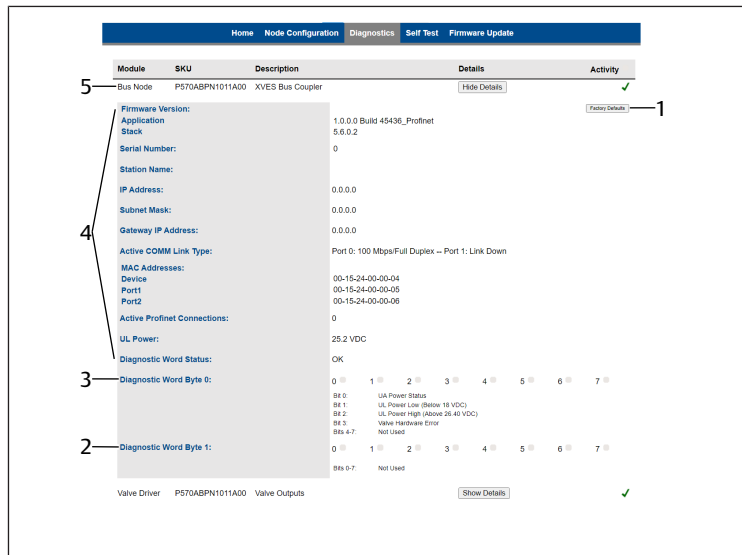 Home Node Configuration Diagnostics Self Test Firmware Update
Module SKU Description Details Activity
5 Bus Node P570ABPN1011A00 XVES Bus Coupler Hide Details
Firmware Version: Factory Defaults 1
Application 1.0.0.0 Build 45436_Profinet
Stack 5.6.0.2
Serial Number: 0
Station Name:
IP Address: 0.0.0.0
Subnet Mask: 0.0.0.0
4
Gateway IP Address: 0.0.0.0
Active COMM Link Type: Port 0: 100 Mbps/Full Duplex -- Port 1: Link Down
MAC Addresses:
Device 00-15-24-00-00-04
Port1 00-15-24-00-00-05
Port2 00-15-24-00-00-06
Active Profinet Connections: 0
UL Power: 25.2 VDC
Diagnostic Word Status: OK
3 Diagnostic Word Byte 0: 0 1 2 3 4 5 6 7
Bit 0: UA Power Status
Bit 1: UL Power Low (Below 18 VDC)
Bit 2: UL Power High (Above 26.40 VDC)
Bit 3: Valve Hardware Error
Bits 4-7: Not Used
2 Diagnostic Word Byte 1: 0 1 2 3 4 5 6 7
Bits 0-7: Not Used
Valve Driver P570ABPN1011A00 Valve Outputs Show Details